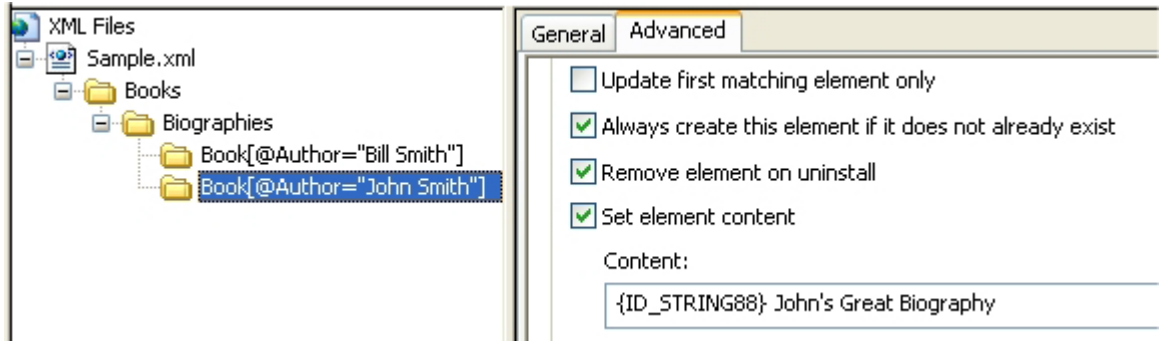 XML Files
Sample.xml
Books
Biographies
Book[@Author="Bill Smith"]
Book[@Author="John Smith"]
General
Advanced
Update first matching element only
Always create this element if it does not already exist
Remove element on uninstall
Set element content
Content:
{ID_STRING88} John's Great Biography